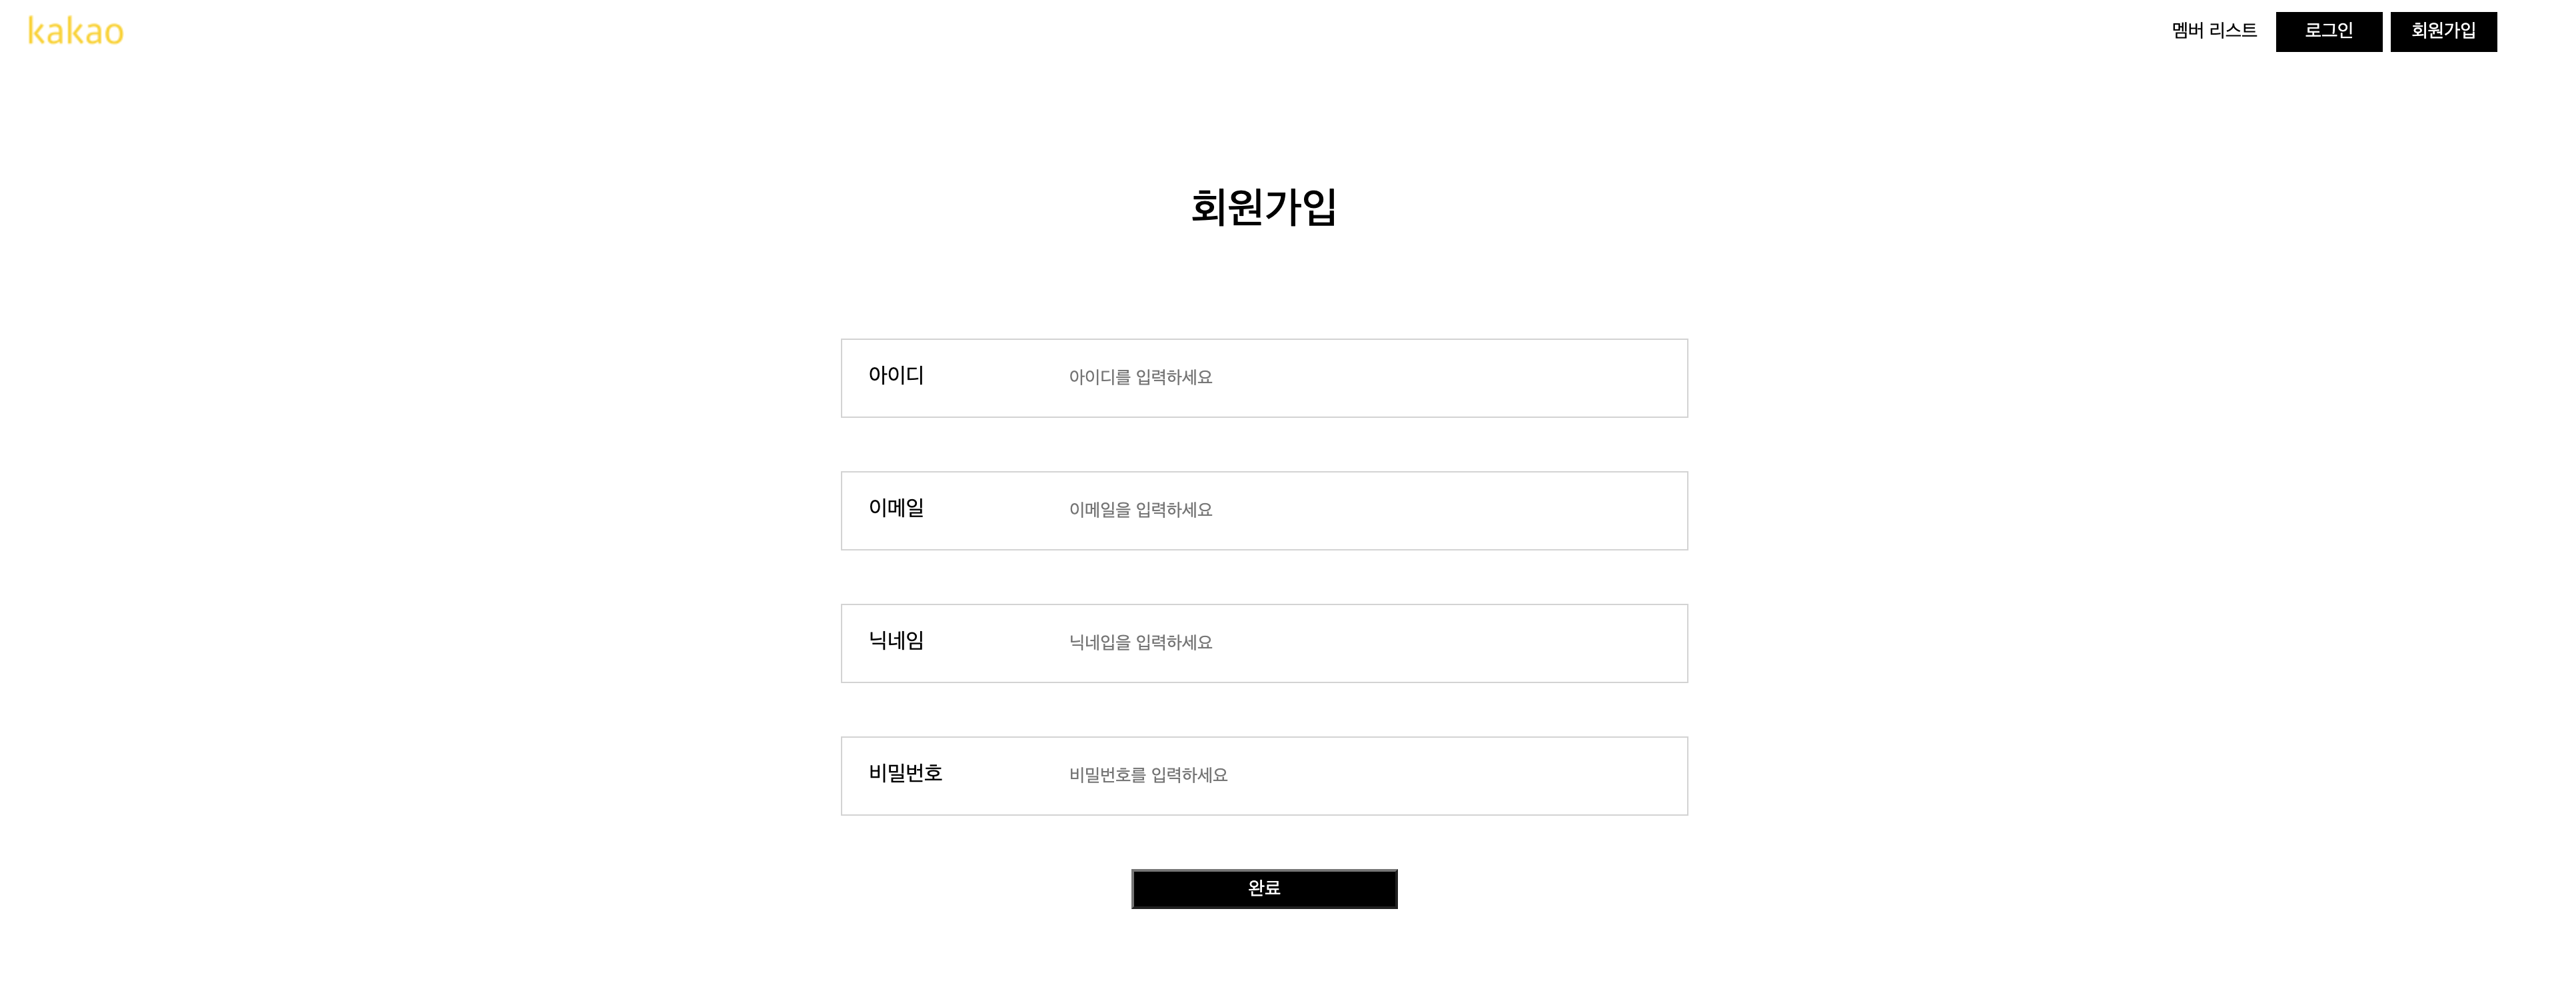 kakao
멤버 리스트 로그인 회원가입
회원가입
아이디 아이디를 입력하세요
이메일 이메일을 입력하세요
닉네임 닉네입을 입력하세요
비밀번호 비밀번호를 입력하세요
완료